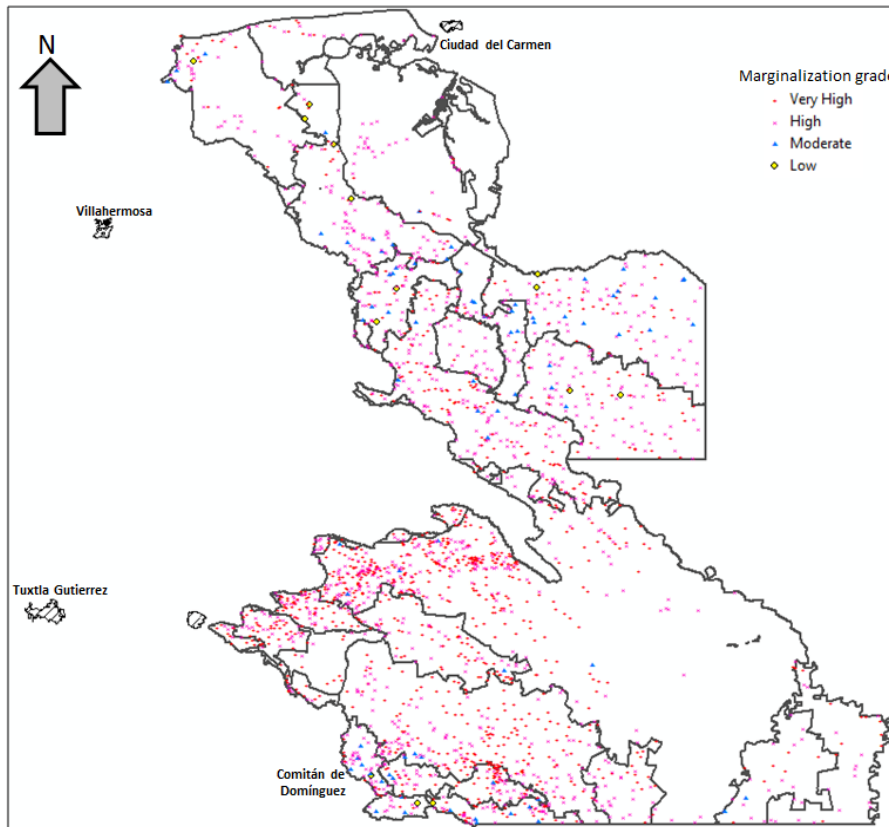 N
Ciudad del Carmen
Marginalization grade
Very High
High
Moderate
Low
Villahermosa
Tuxtla Gutierrez
Comitán de
Domínguez